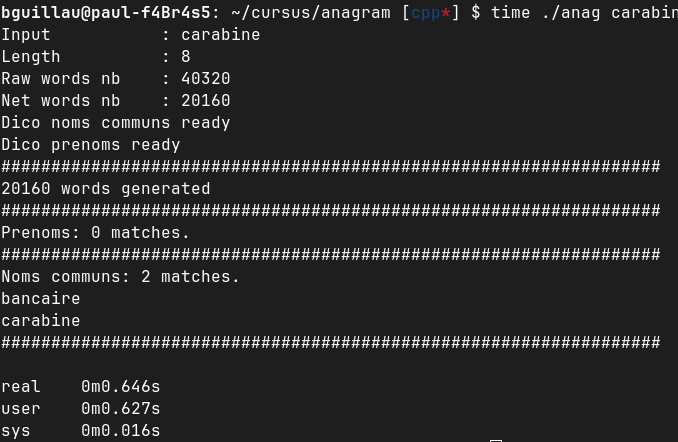 bguillau@paul-f4Br4s5: ~/cursus/anagram [cpp*] $ time ./anag carabin
Input         : carabine
Length        : 8
Raw words nb  : 40320
Net words nb  : 20160
Dico noms communs ready
Dico prenoms ready
##################################################################
20160 words generated
##################################################################
Prenoms: 0 matches.
##################################################################
Noms communs: 2 matches.
bancaire
carabine
##################################################################
real    0m0.646s
user    0m0.627s
sys     0m0.016s